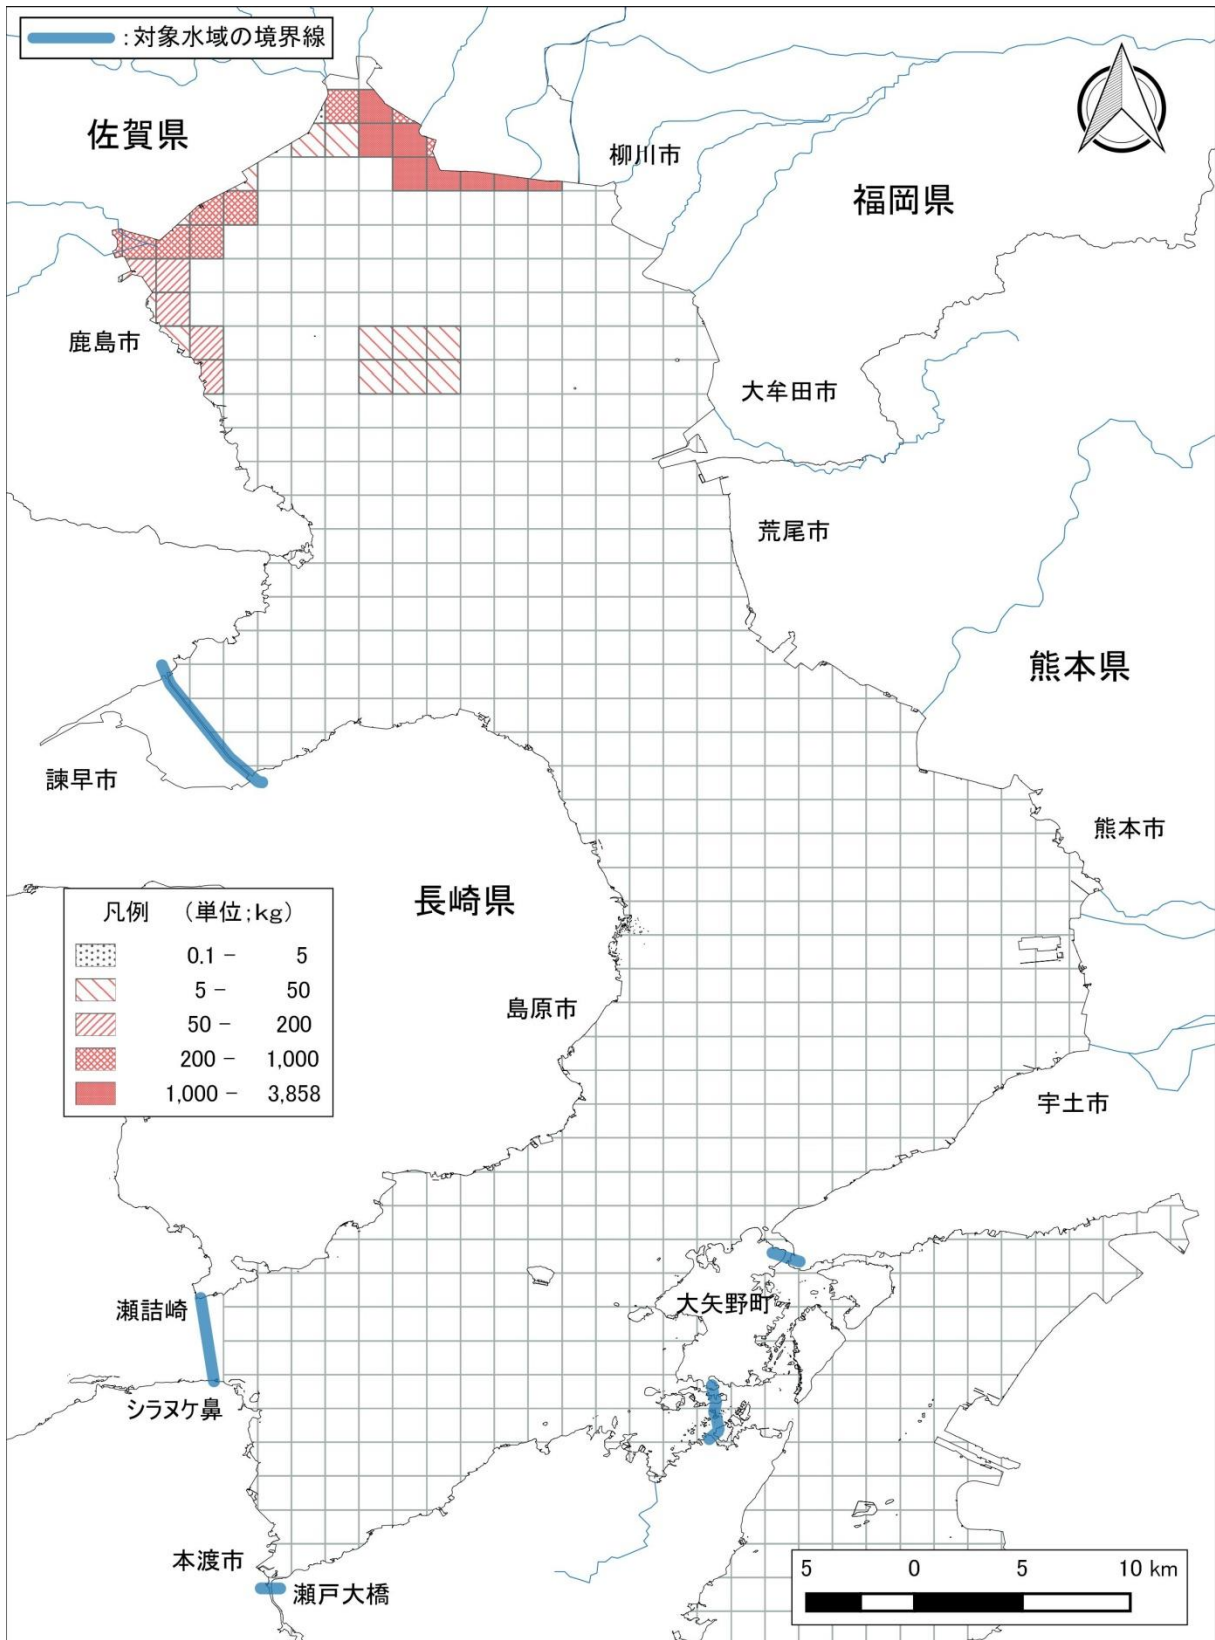 :対象水域の境界線
佐賀県
柳川市
福岡県
鹿島市
大牟田市
荒尾市
熊本県
諫早市
熊本市
長崎県
凡例 (単位;kg)
0.1 - 5
5 - 50
50 - 200
200 - 1,000
1,000 - 3,858
島原市
宇土市
瀬詰崎
大矢野町
シラヌケ鼻
本渡市
瀬戸大橋
5 0 5 10 km